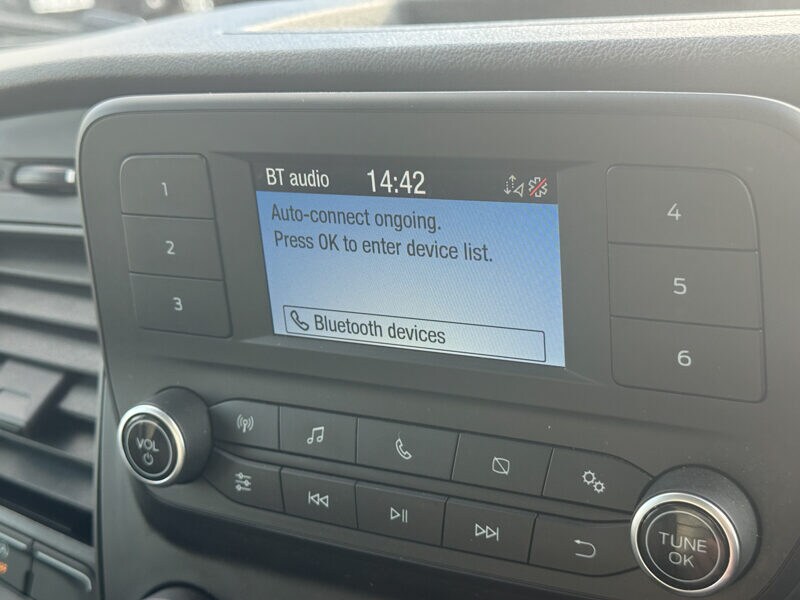 BT audio 14:42
Auto-connect ongoing.
Press OK to enter device list.
Bluetooth devices
1
2
3
4
5
6
VOL
TUNE
OK